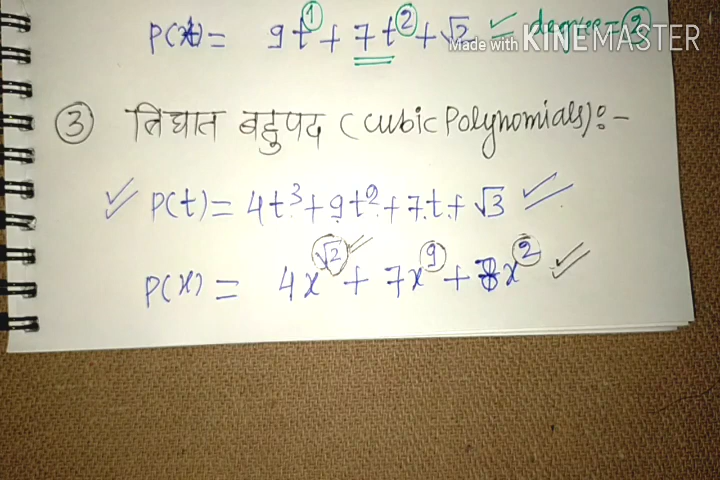 P(t) = 9t¹ + 7t² + √2 degree-2
Made with KINEMASTER
③ त्रिघात बहुपद (Cubic Polynomials):-
P(t) = 4t³ + 9t² + 7t + √3
P(x) = 4x^√2 + 7x⁹ + 8x²